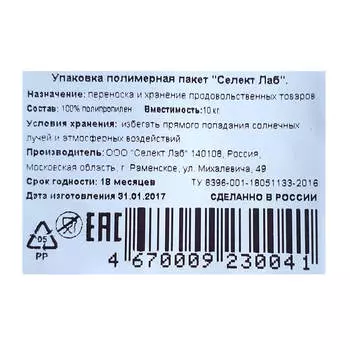 Упаковка полимерная пакет "Селект Лаб".
Назначение: переноска и хранение продовольственных товаров
Состав: 100% полипропилен Вместимость: 10 кг
Условия хранения: избегать прямого попадания солнечных
лучей и атмосферных воздействий
Производитель: ООО "Селект Лаб" 140108, Россия,
Московская область, г Раменское, ул. Михалевича, 49
Срок годности: 18 месяцев ТУ 8396-001-18051133-2016
Дата изготовления 31.01.2017 СДЕЛАНО В РОССИИ
05
PP
EAC
4 670009 230041